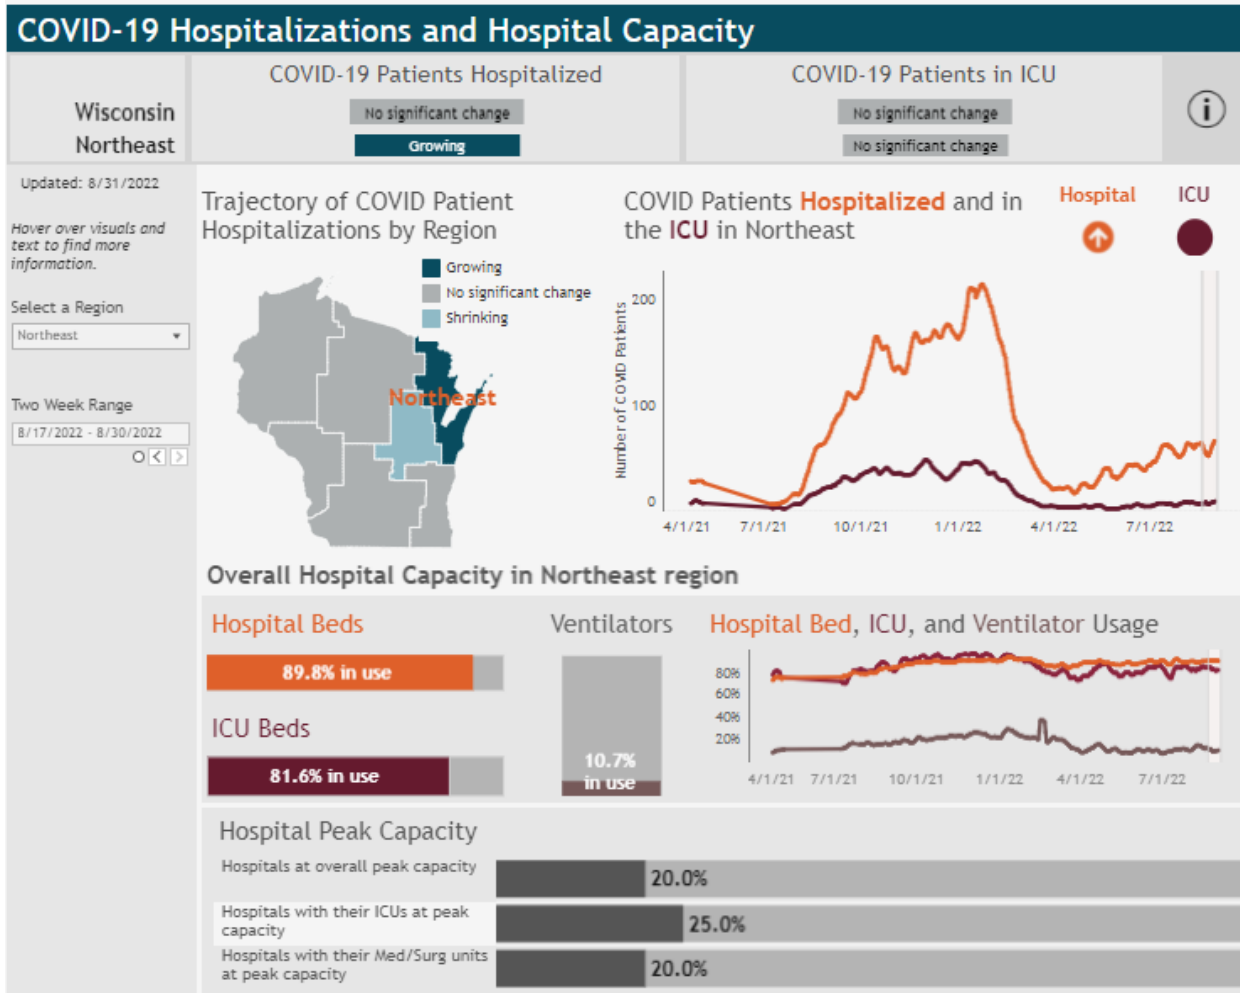 COVID-19 Hospitalizations and Hospital Capacity
COVID-19 Patients Hospitalized
COVID-19 Patients in ICU
Wisconsin
No significant change
No significant change
i
Northeast
Growing
No significant change
Updated: 8/31/2022
Hover over visuals and
text to find more
information.
Select a Region
Northeast
Two Week Range
8/17/2022 - 8/30/2022
Trajectory of COVID Patient
Hospitalizations by Region
Growing
No significant change
Shrinking
Northeast
COVID Patients Hospitalized and in
the ICU in Northeast
Hospital
ICU
Number of COVID Patients
200
100
0
4/1/21
7/1/21
10/1/21
1/1/22
4/1/22
7/1/22
Overall Hospital Capacity in Northeast region
Hospital Beds
89.8% in use
ICU Beds
81.6% in use
Ventilators
10.7%
in use
Hospital Bed, ICU, and Ventilator Usage
80%
60%
40%
20%
4/1/21
7/1/21
10/1/21
1/1/22
4/1/22
7/1/22
Hospital Peak Capacity
Hospitals at overall peak capacity
20.0%
Hospitals with their ICUs at peak
capacity
25.0%
Hospitals with their Med/Surg units
at peak capacity
20.0%